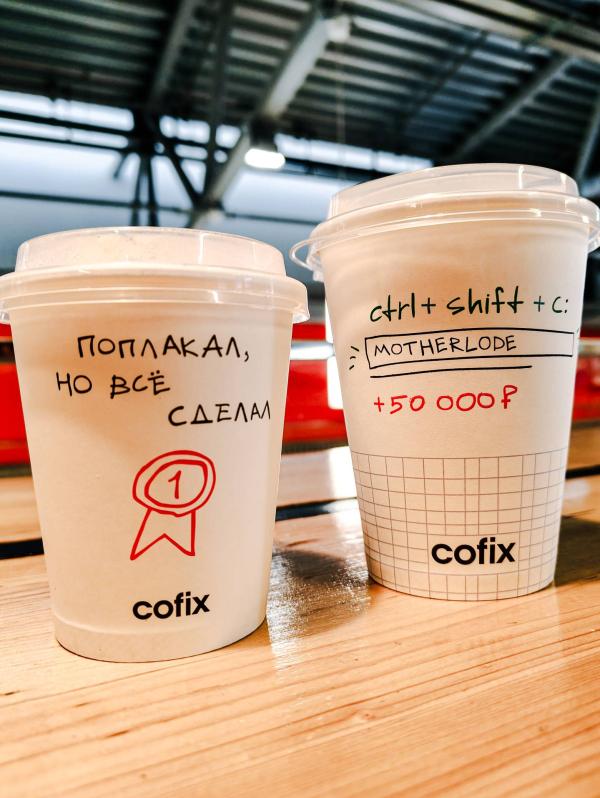 ПОПЛАКАЛ,
НО ВСЁ
СДЕЛАЛ
1
cofix
ctrl + shift + c:
MOTHERLODE
+50 000₽
cofix